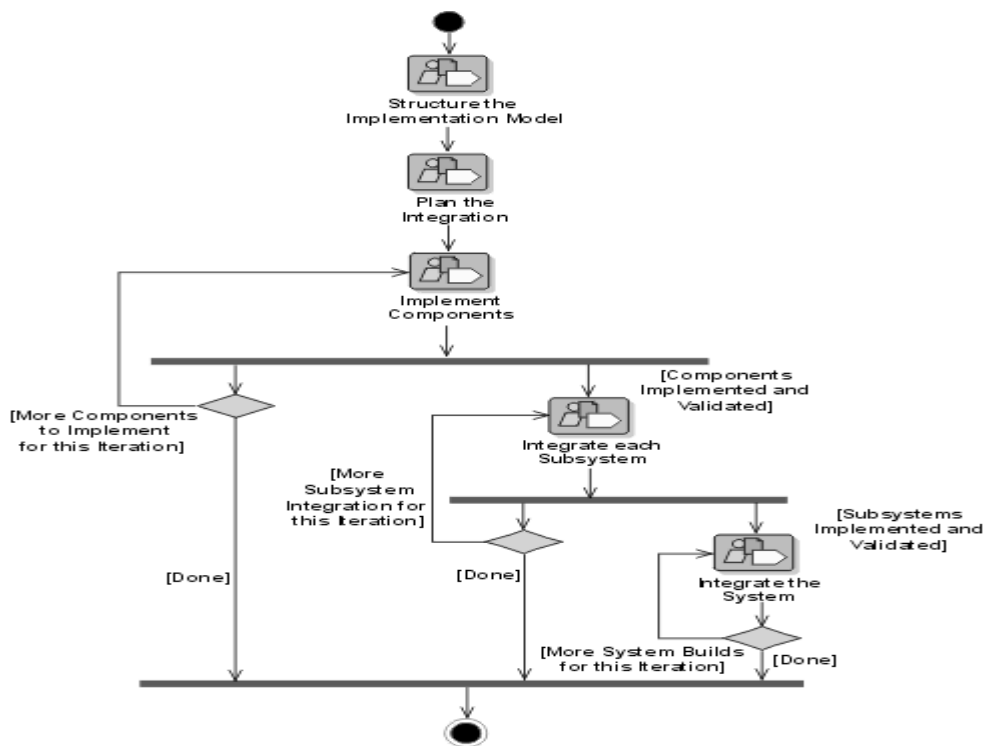 Structure the
Implementation Model
Plan the
Integration
Implement
Components
[More Components
to Implement
for this Iteration]
[Components
Implemented and
Validated]
Integrate each
Subsystem
[More
Subsystem
Integration for
this Iteration]
[Subsystems
Implemented and
Validated]
[Done]
[Done]
Integrate the
System
[More System Builds
for this Iteration]
[Done]